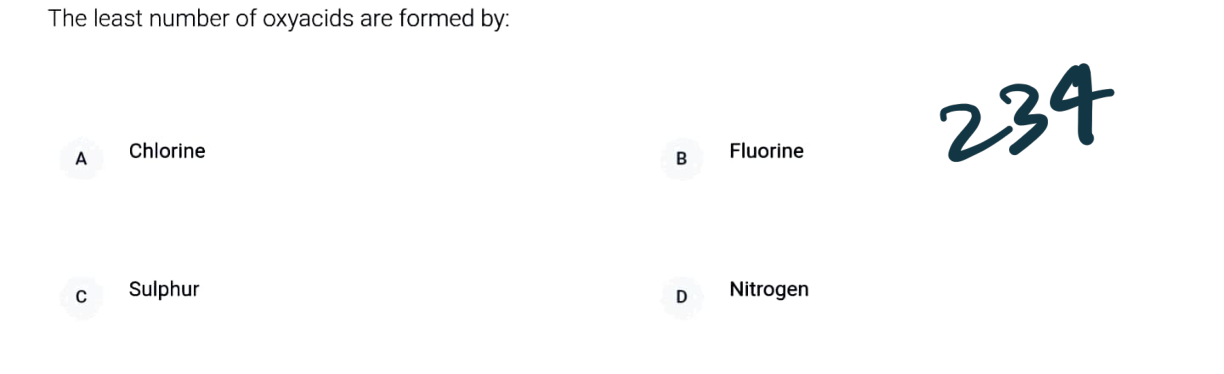 The least number of oxyacids are formed by:
234
A Chlorine
B Fluorine
C Sulphur
D Nitrogen